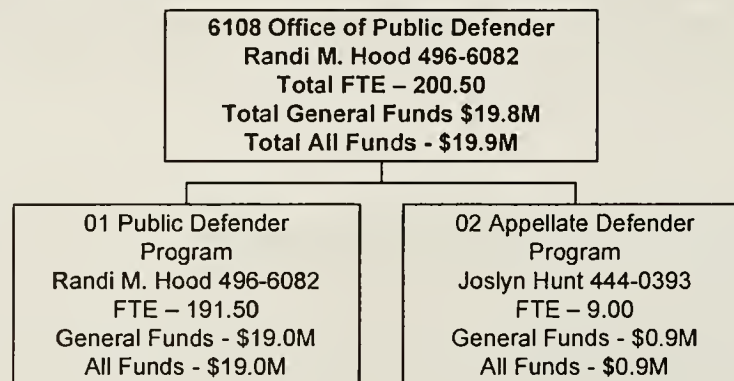 6108 Office of Public Defender
Randi M. Hood 496-6082
Total FTE – 200.50
Total General Funds $19.8M
Total All Funds - $19.9M
01 Public Defender
Program
Randi M. Hood 496-6082
FTE – 191.50
General Funds - $19.0M
All Funds - $19.0M
02 Appellate Defender
Program
Joslyn Hunt 444-0393
FTE – 9.00
General Funds - $0.9M
All Funds - $0.9M